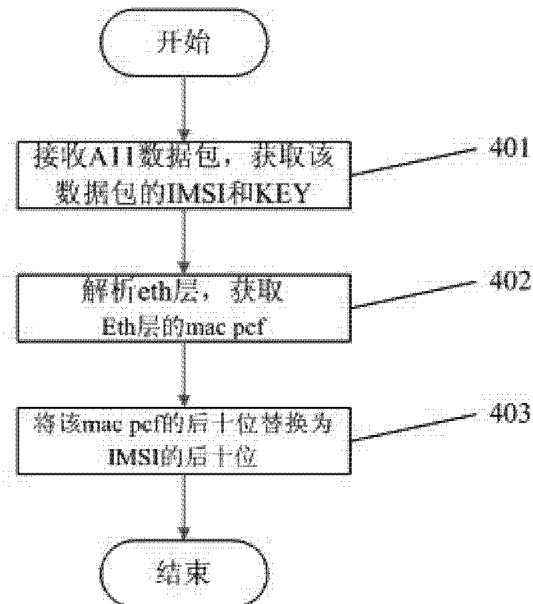 开始
接收A11数据包，获取该
数据包的IMSI和KEY
401
解析eth层，获取
Eth层的mac pcf
402
将该mac pcf的后十位替换为
IMSI的后十位
403
结束